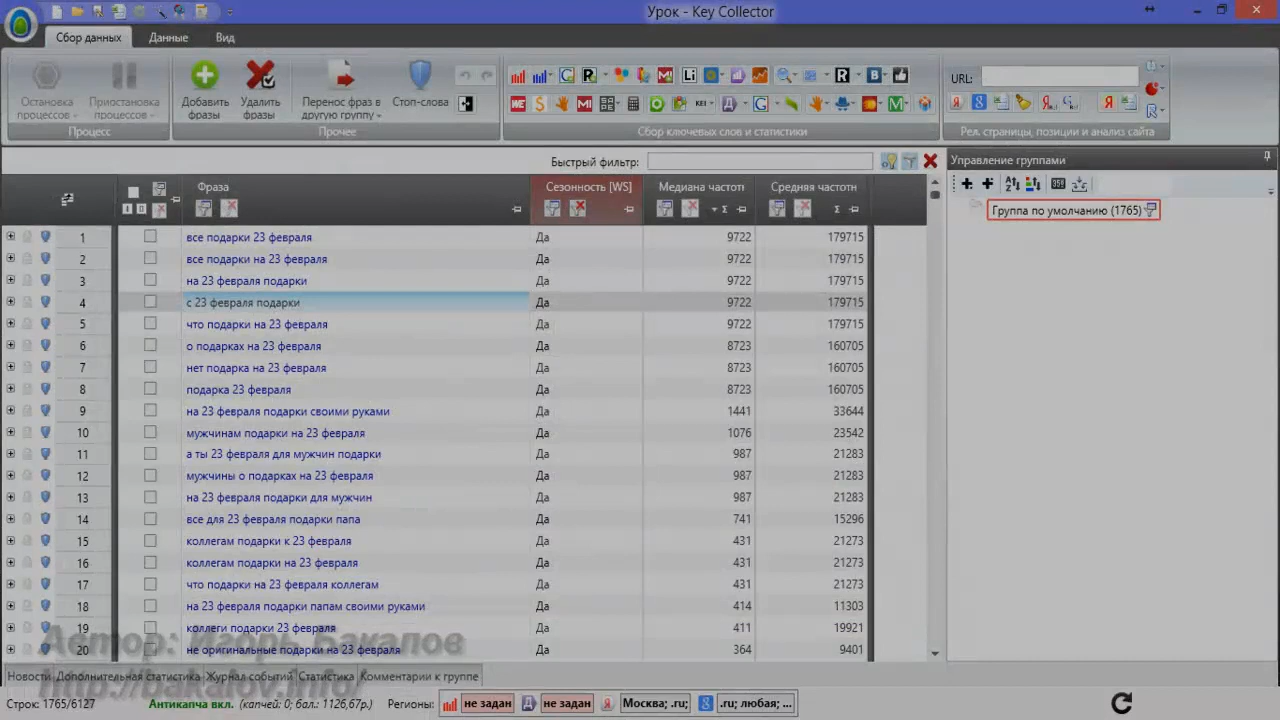 Урок - Key Collector
Сбор данных Данные Вид
Остановка процессов Приостановка процессов
Процесс
Добавить фразы Удалить фразы Перенос фраз в другую группу Стоп-слова
Прочее
Сбор ключевых слов и статистики
URL:
Рел. страницы, позиции и анализ сайта
Быстрый фильтр:
Управление группами
Группа по умолчанию (1765)
Фраза Сезонность [WS] Медиана частотн Средняя частотн
1 все подарки 23 февраля Да 9722 179715
2 все подарки на 23 февраля Да 9722 179715
3 на 23 февраля подарки Да 9722 179715
4 с 23 февраля подарки Да 9722 179715
5 что подарки на 23 февраля Да 9722 179715
6 о подарках на 23 февраля Да 8723 160705
7 нет подарка на 23 февраля Да 8723 160705
8 подарка 23 февраля Да 8723 160705
9 на 23 февраля подарки своими руками Да 1441 33644
10 мужчинам подарки на 23 февраля Да 1076 23542
11 а ты 23 февраля для мужчин подарки Да 987 21283
12 мужчины о подарках на 23 февраля Да 987 21283
13 на 23 февраля подарки для мужчин Да 987 21283
14 все для 23 февраля подарки папа Да 741 15296
15 коллегам подарки к 23 февраля Да 431 21273
16 коллегам подарки на 23 февраля Да 431 21273
17 что подарки на 23 февраля коллегам Да 431 21273
18 на 23 февраля подарки папам своими руками Да 414 11303
19 коллеги подарки 23 февраля Да 411 19921
20 не оригинальные подарки на 23 февраля Да 364 9401
Автор: Игорь Бакалов
http://bakalov.info/
Новости Дополнительная статистика Журнал событий Статистика Комментарии к группе
Строк: 1765/6127 Антикапча вкл. (капчей: 0; бал.: 1126,67р.) Регионы: не задан не задан Москва; .ru; .ru; любая; ...